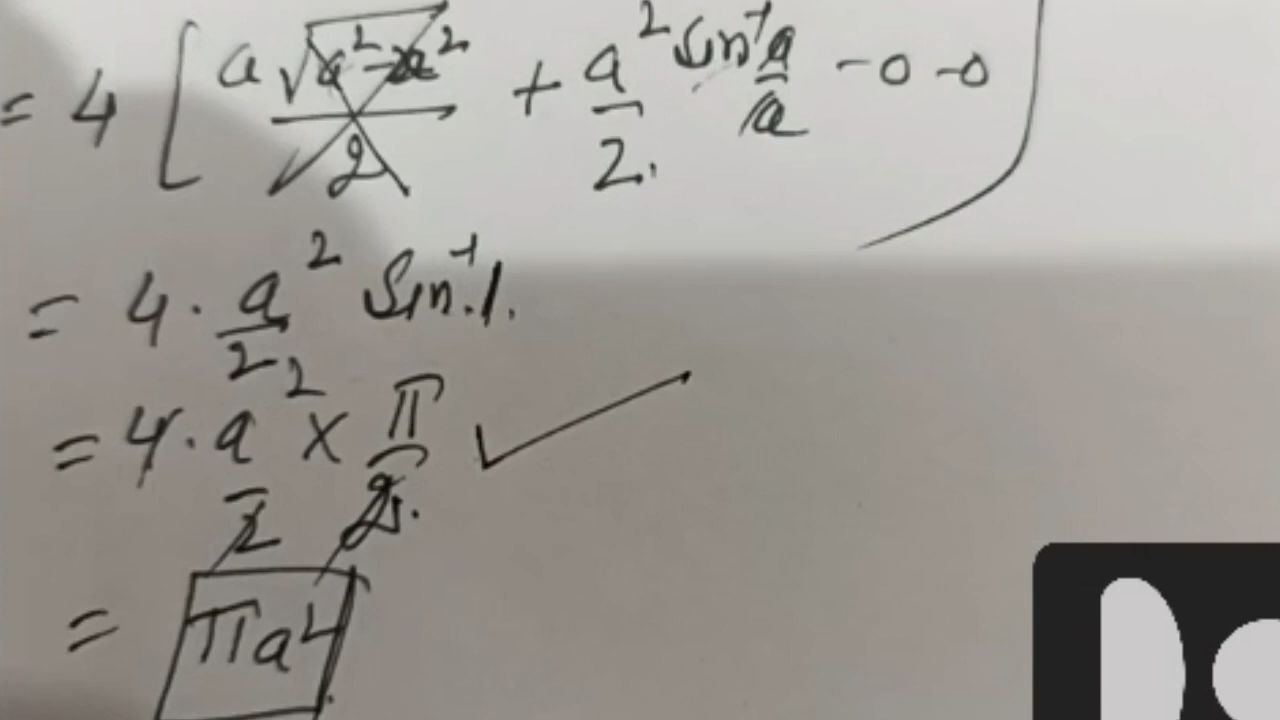 = 4 [ a√(a²-a²)/2 + a²/2 sin⁻¹ a/a - 0 - 0 )
= 4 · a²/2 Sin⁻¹.1.
= 4 · a²/2 × π/2.
= πa4